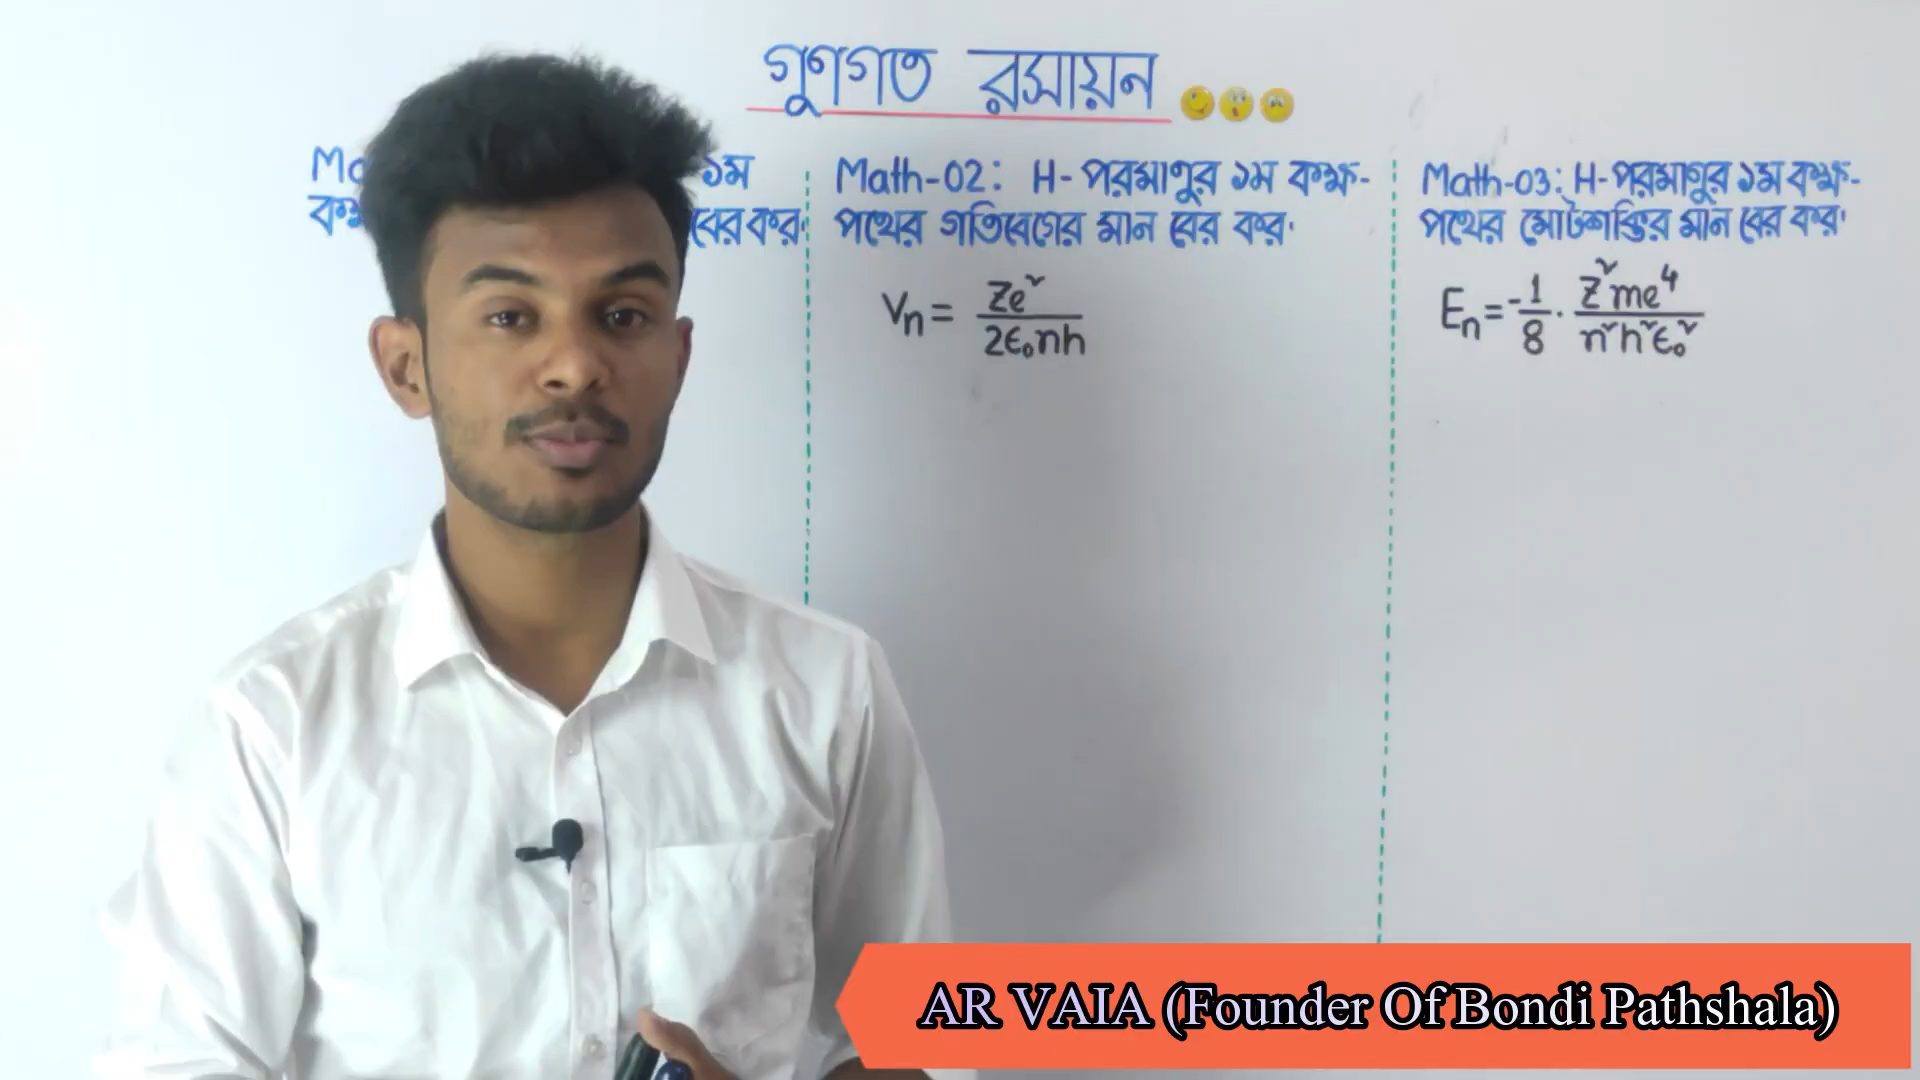 গুণগত রসায়ন
১ম
বের কর·
Math-02: H-পরমাণুর ১ম কক্ষ-
পথের গতিবেগের মান বের কর·
Vn = Ze² / 2ϵ₀nh
Math-03: H-পরমাণুর ১ম কক্ষ-
পথের মোটশক্তির মান বের কর·
En = -1/8 · Z²me⁴ / n²h²ϵ₀²
AR VAIA (Founder Of Bondi Pathshala)